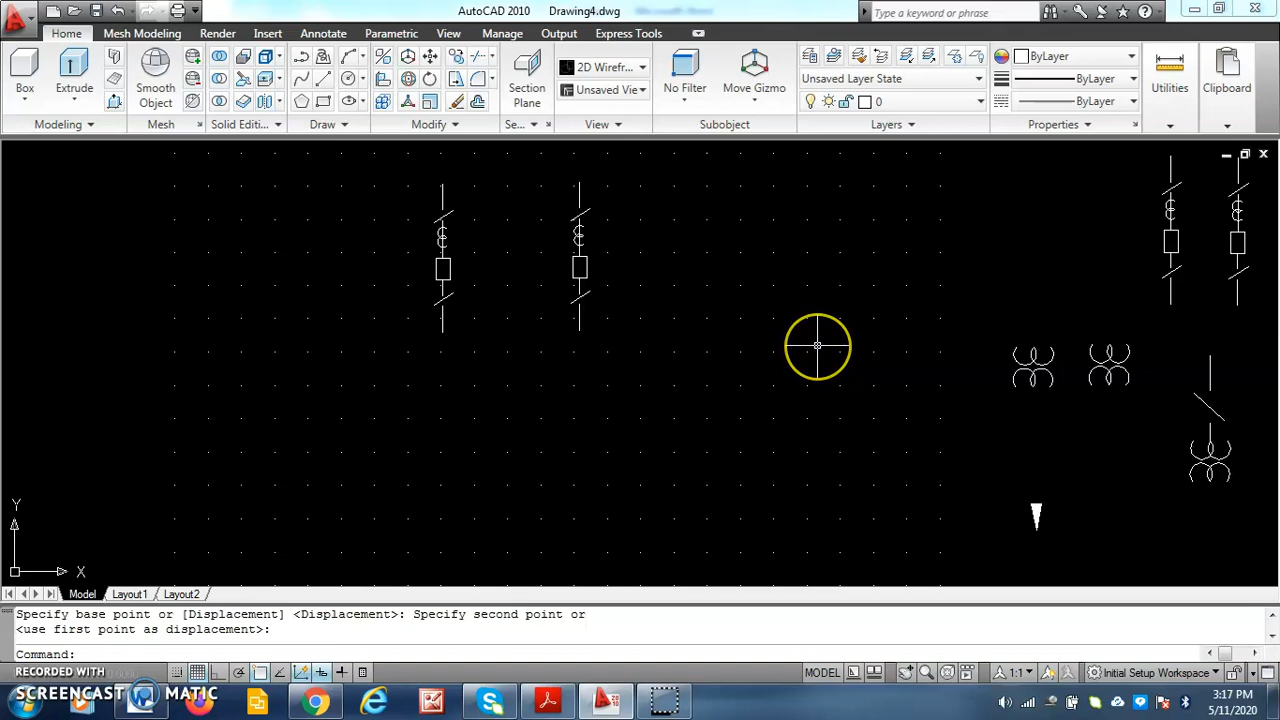 AutoCAD 2010 Drawing4.dwg
Type a keyword or phrase
Home Mesh Modeling Render Insert Annotate Parametric View Manage Output Express Tools
Box Extrude Smooth Object Section Plane 2D Wirefr... Unsaved Vie No Filter Move Gizmo Unsaved Layer State 0 ByLayer ByLayer ByLayer Utilities Clipboard
Modeling Mesh Solid Editin... Draw Modify Se... View Subobject Layers Properties
Y
X
Model Layout1 Layout2
Specify base point or [Displacement] <Displacement>: Specify second point or
<use first point as displacement>:
Command:
RECORDED WITH
MODEL 1:1 Initial Setup Workspace
SCREENCAST MATIC
3:17 PM
5/11/2020